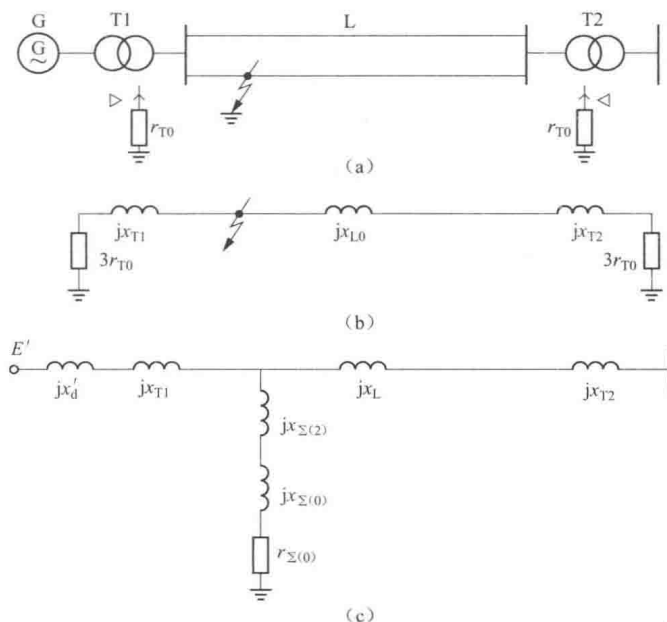 G T1 L T2
G
~
r_T0 r_T0
(a)
jx_T1 jx_L0 jx_T2
3r_T0 3r_T0
(b)
E′
jx′_d jx_T1 jx_L jx_T2
jx_Σ(2)
jx_Σ(0)
r_Σ(0)
(c)